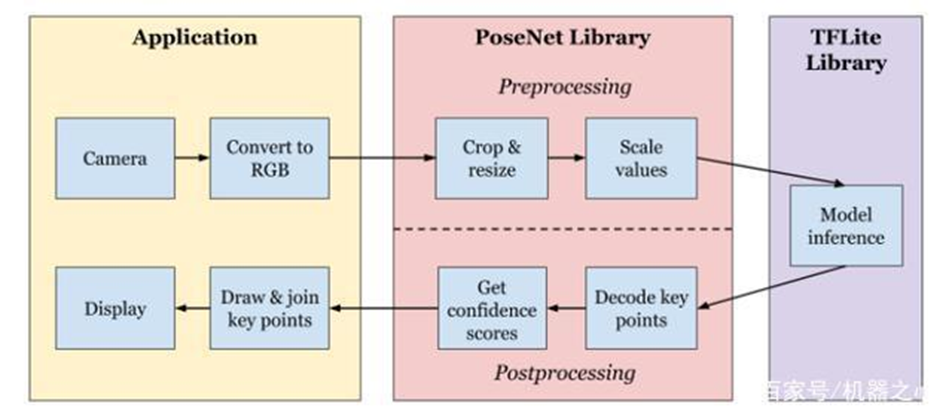 Application
PoseNet Library
TFLite
Library
Preprocessing
Camera
Convert to
RGB
Crop &
resize
Scale
values
Model
inference
Display
Draw & join
key points
Get
confidence
scores
Decode key
points
Postprocessing
百家号/机器之